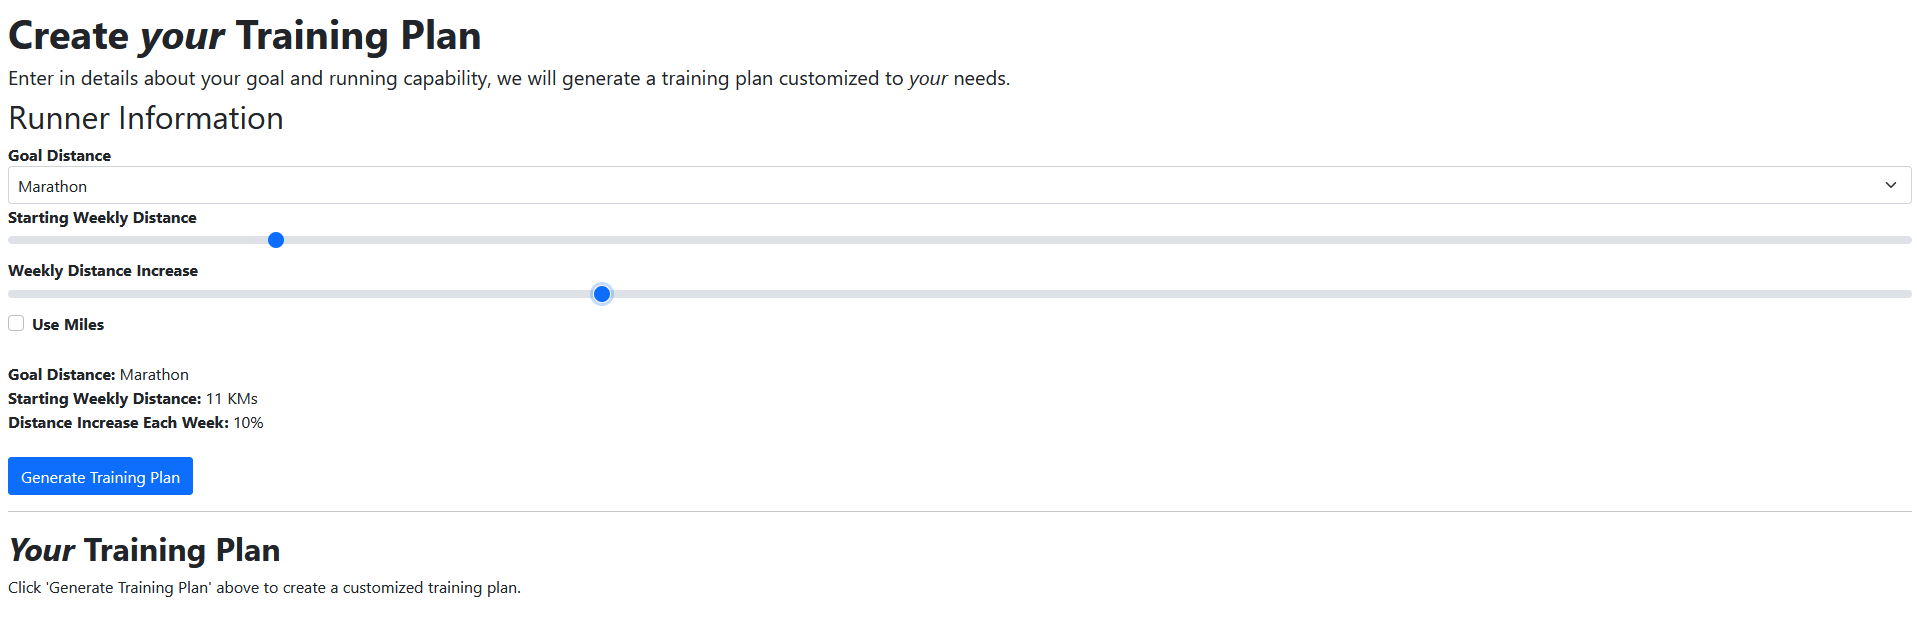 Create your Training Plan
Enter in details about your goal and running capability, we will generate a training plan customized to your needs.
Runner Information
Goal Distance
Marathon
Starting Weekly Distance
Weekly Distance Increase
Use Miles
Goal Distance: Marathon
Starting Weekly Distance: 11 KMs
Distance Increase Each Week: 10%
Generate Training Plan
Your Training Plan
Click 'Generate Training Plan' above to create a customized training plan.